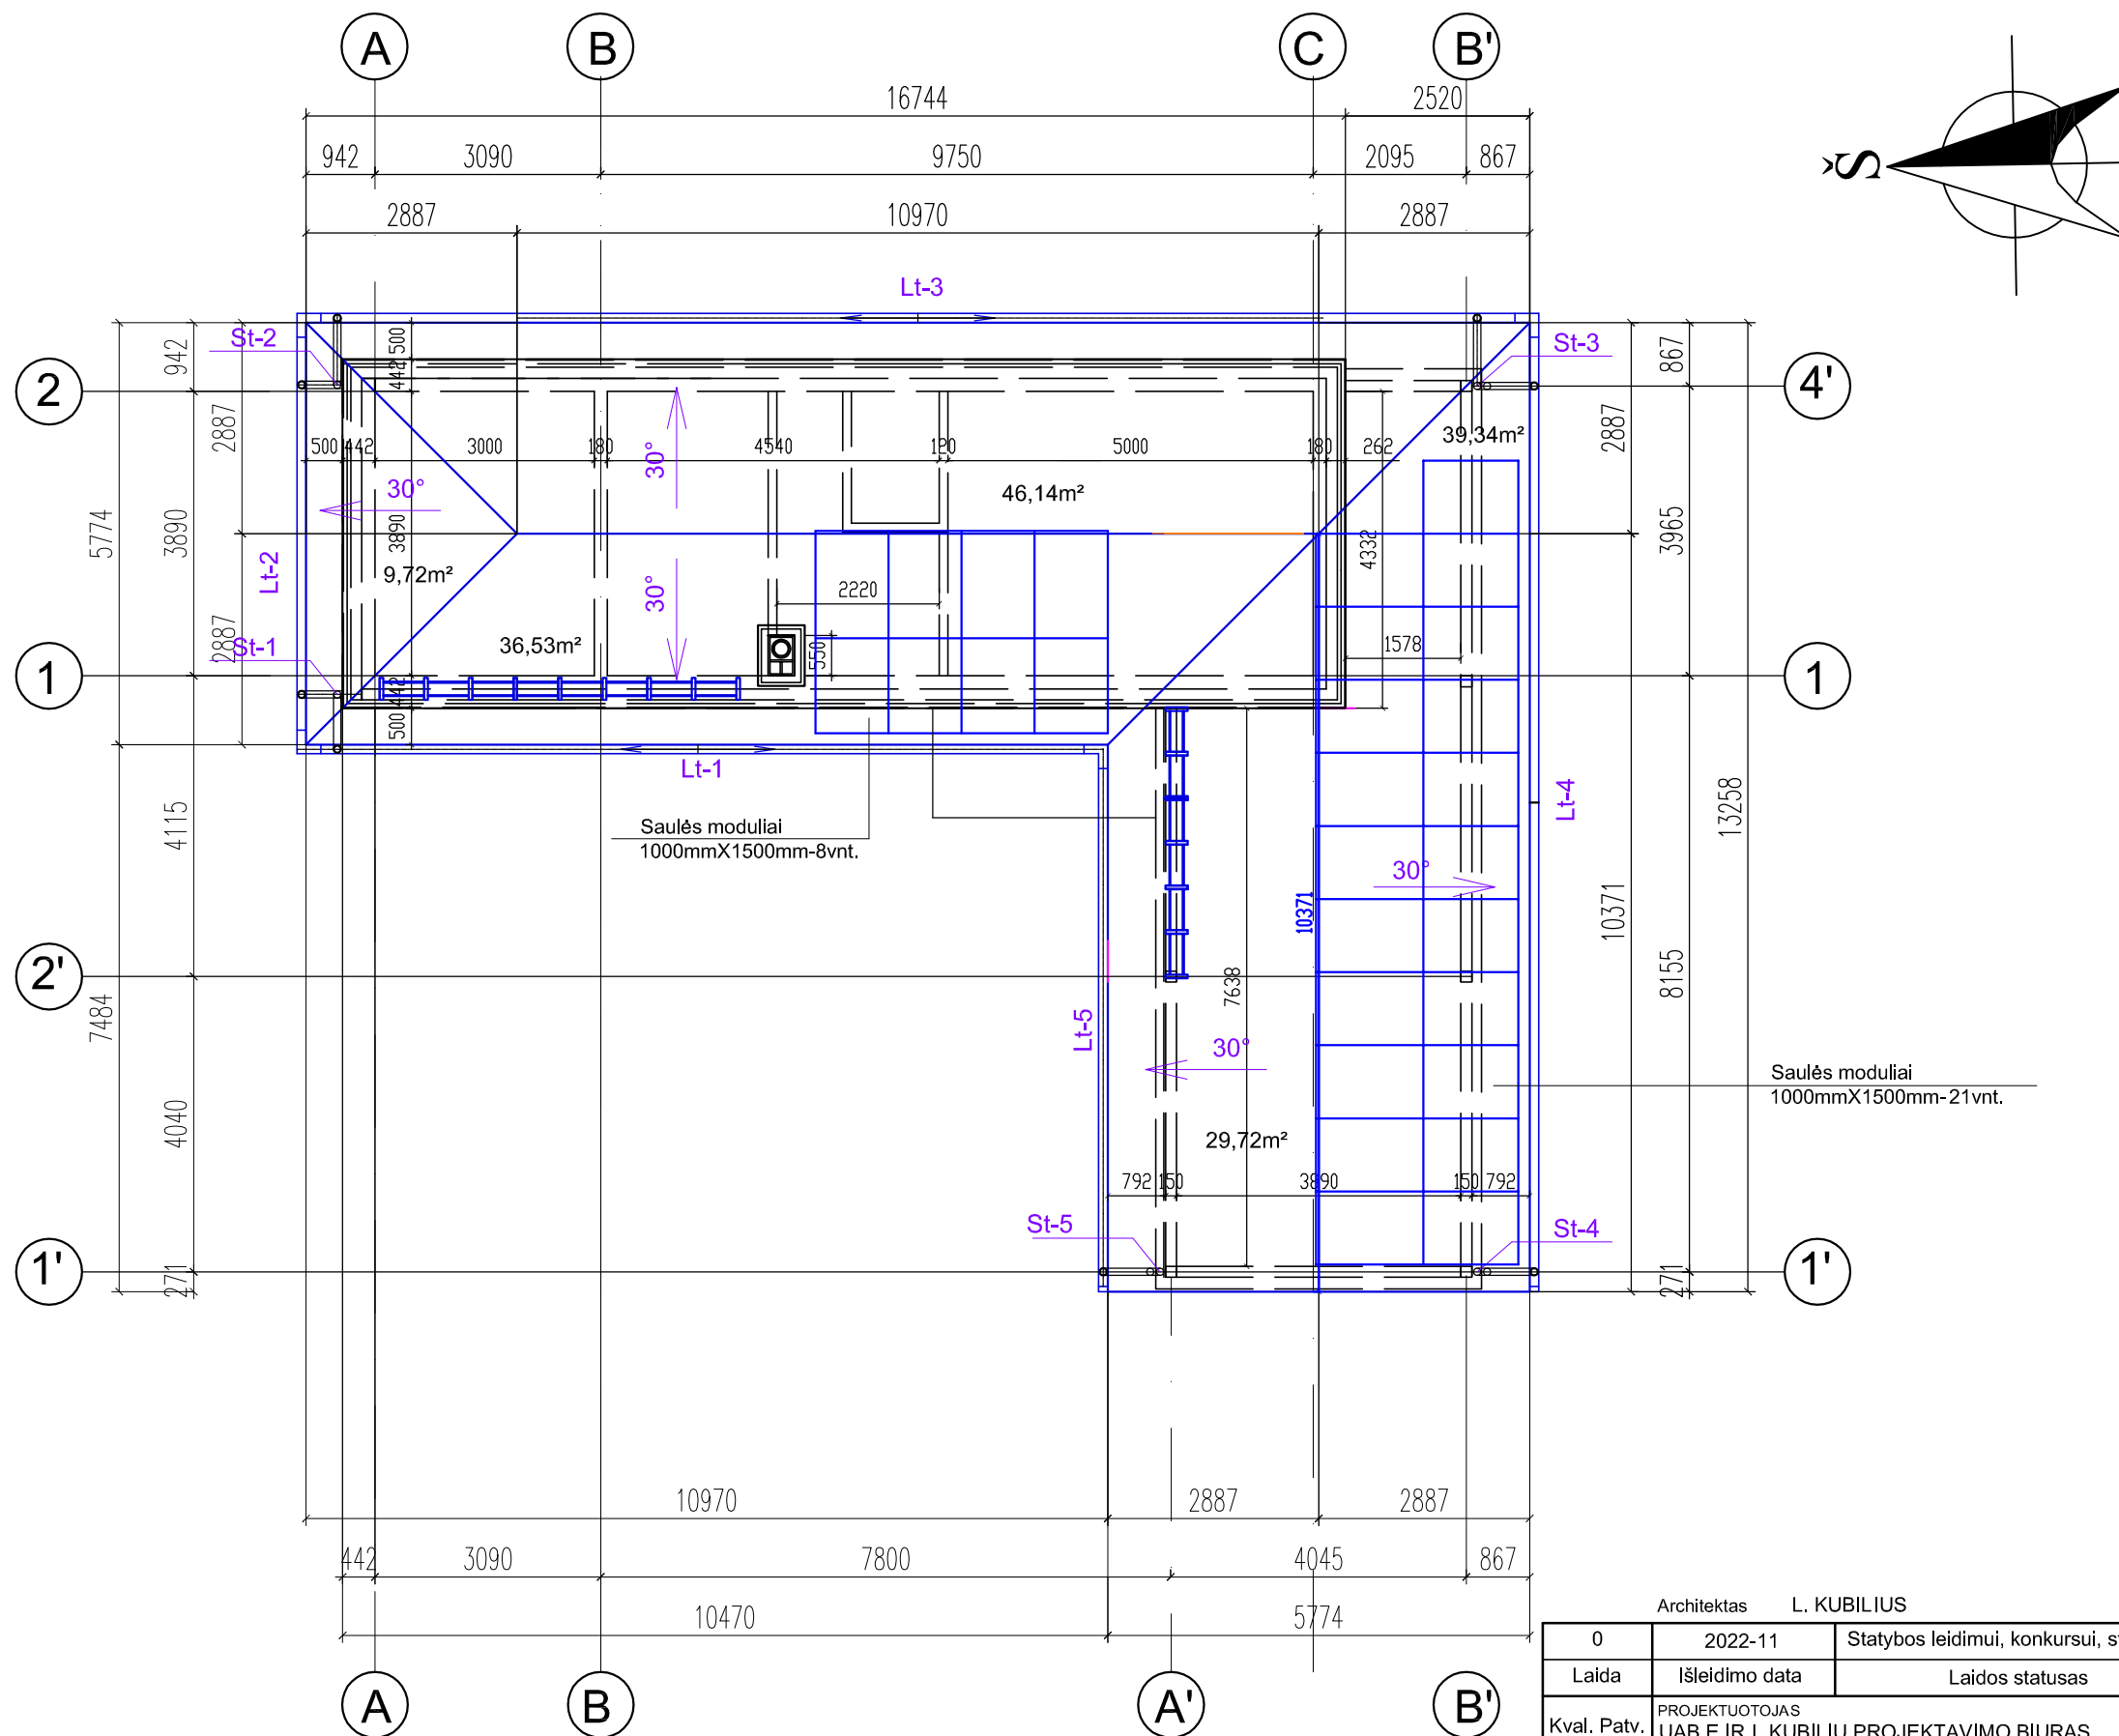 A B C B'
16744 2520
942 3090 9750 2095 867
2887 10970 2887
Š
Lt-3
St-2 St-3
2 4'
942 500 442 867
5774 2887 3890 2887 3965 13258
500 442 3000 180 4540 120 5000 180 262
39,34m²
30° 30° 46,14m²
3890 4332
Lt-2 9,72m²
30° 2220
2887 St-1 36,53m² 550 1578
1 1
442
500
Lt-1 Lt-4
4115
Saulės moduliai
1000mmX1500mm-8vnt.
30°
10371 10371
2'
7484 7638 8155
Lt-5
30°
Saulės moduliai
1000mmX1500mm-21vnt.
4040 29,72m²
792 150 3890 150 792
St-5 St-4
1' 1'
271 271
10970 2887 2887
442 3090 7800 4045 867
10470 5774
Architektas L. KUBILIUS
0 2022-11 Statybos leidimui, konkursui, st
Laida Išleidimo data Laidos statusas
A B A' B'
PROJEKTUOTOJAS
Kval. Patv. UAB E.IR L.KUBILIŲ PROJEKTAVIMO BIURAS